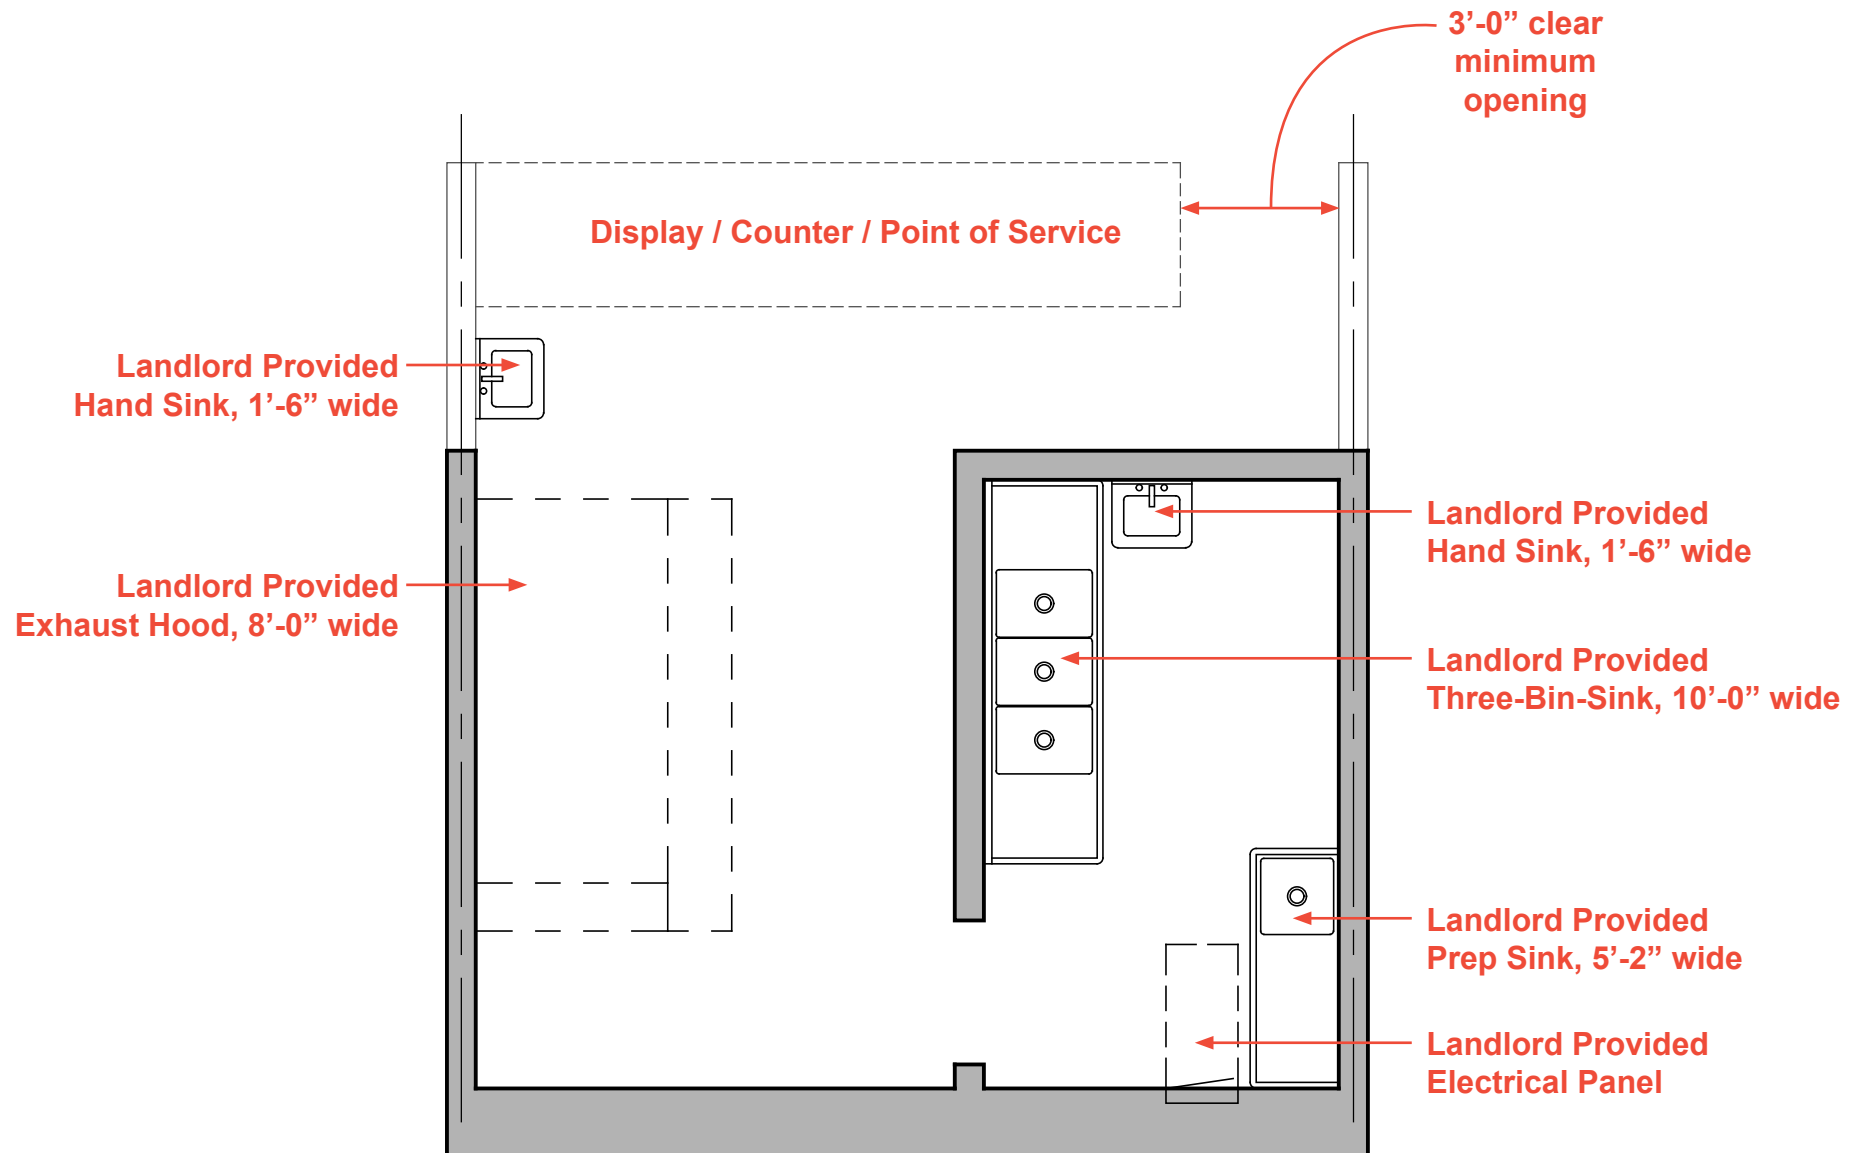 3’-0” clear
minimum
opening
Display / Counter / Point of Service
Landlord Provided
Hand Sink, 1’-6” wide
Landlord Provided
Exhaust Hood, 8’-0” wide
Landlord Provided
Hand Sink, 1’-6” wide
Landlord Provided
Three-Bin-Sink, 10’-0” wide
Landlord Provided
Prep Sink, 5’-2” wide
Landlord Provided
Electrical Panel